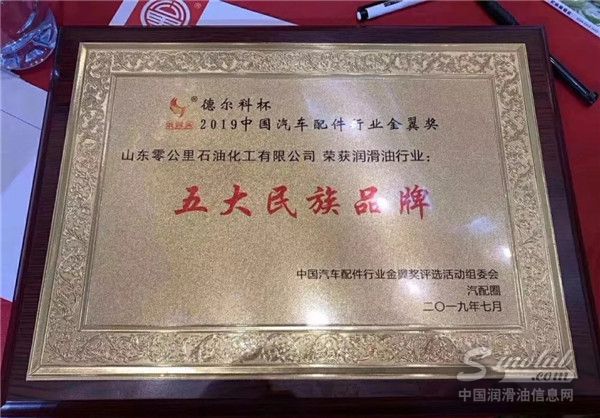 德尔科杯
2019中国汽车配件行业金翼奖
山东零公里石油化工有限公司 荣获润滑油行业：
五大民族品牌
中国汽车配件行业金翼奖评选活动组委会
汽配圈
二〇一九年七月
Sinolub
.com
中国润滑油信息网